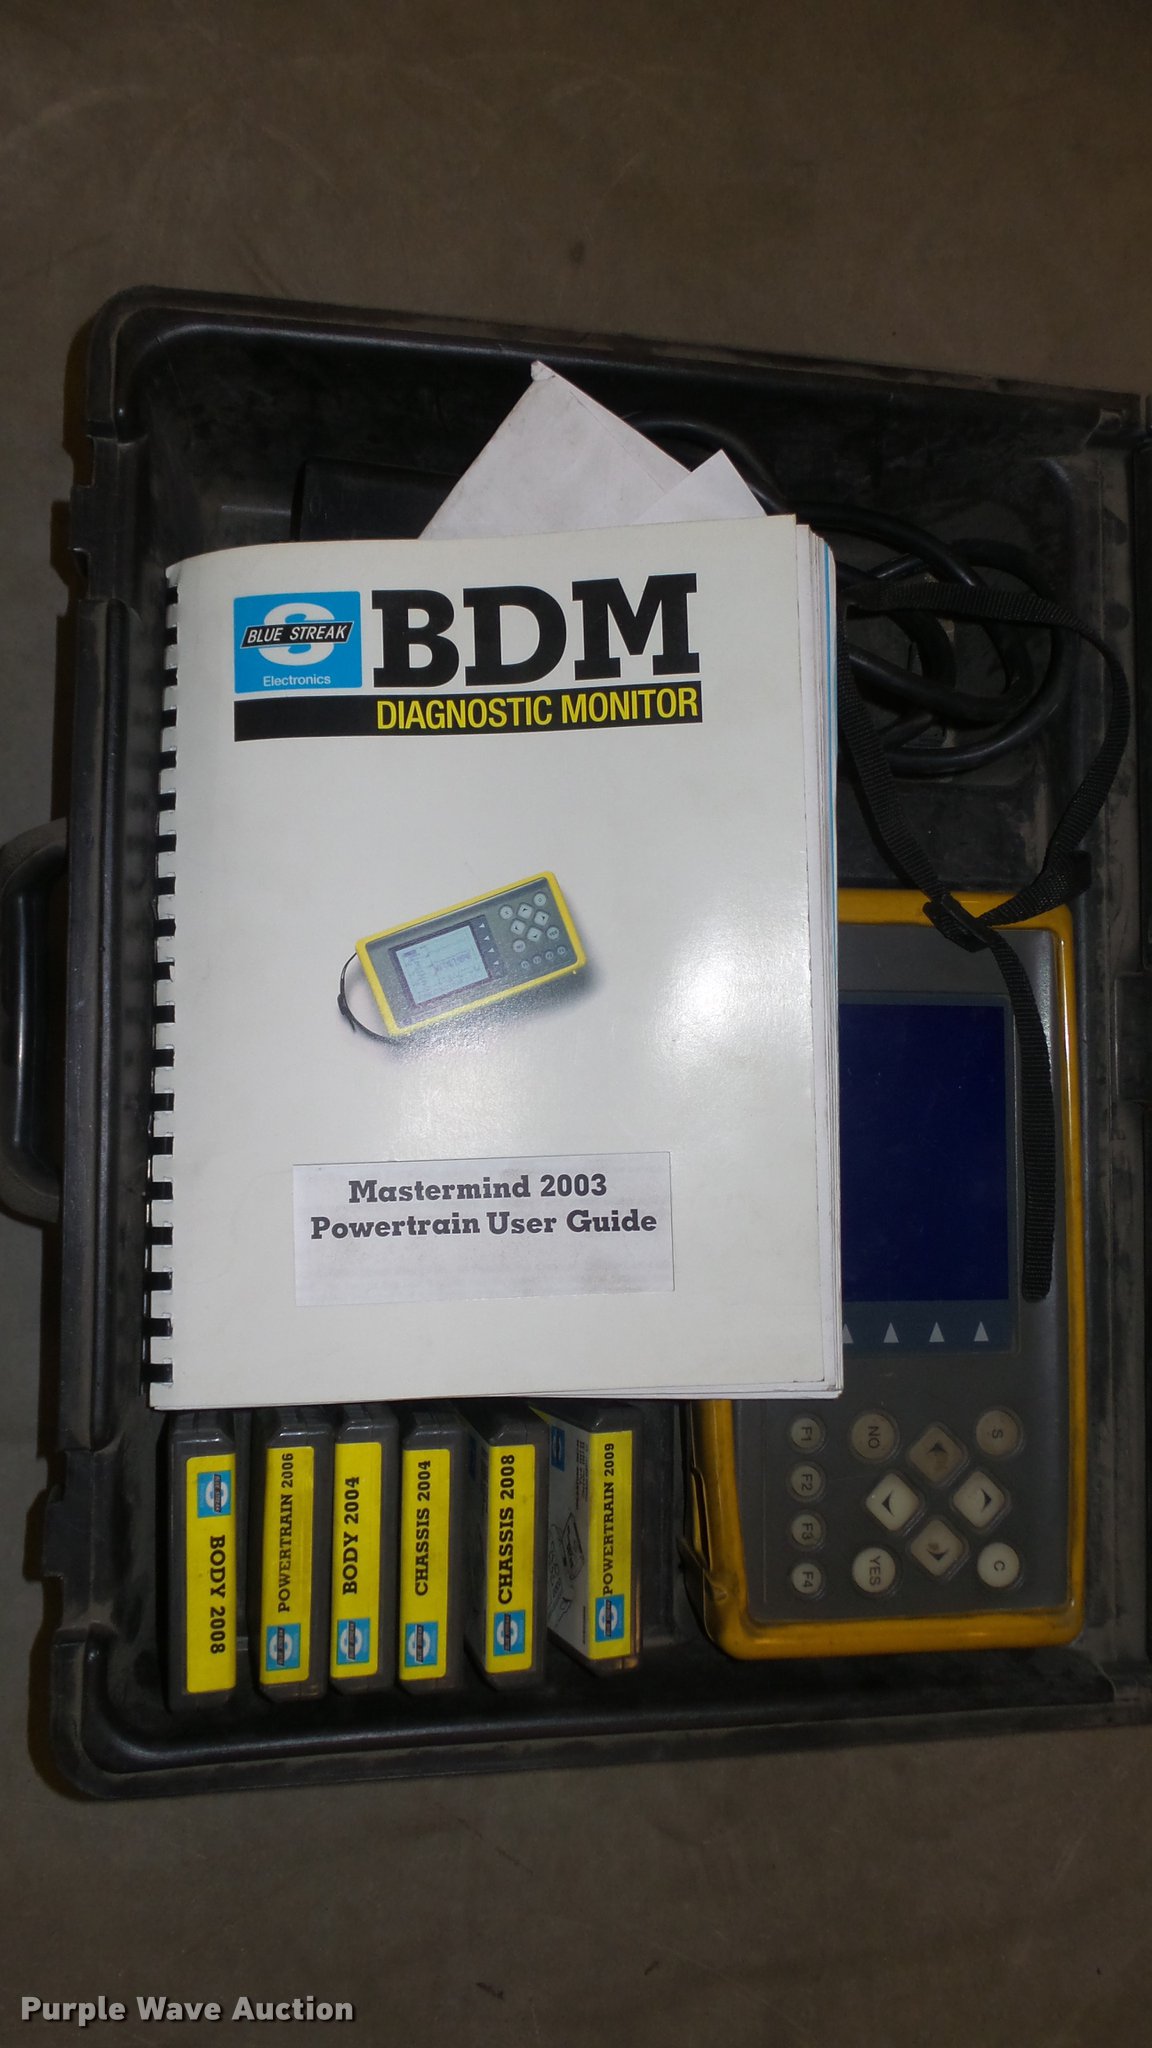 BLUE STREAK
Electronics
BDM
DIAGNOSTIC MONITOR
Mastermind 2003
Powertrain User Guide
BODY 2008
POWERTRAIN 2006
BODY 2004
CHASSIS 2004
CHASSIS 2008
POWERTRAIN 2009
F1
NO
S
F2
F3
F4
YES
C
Purple Wave Auction